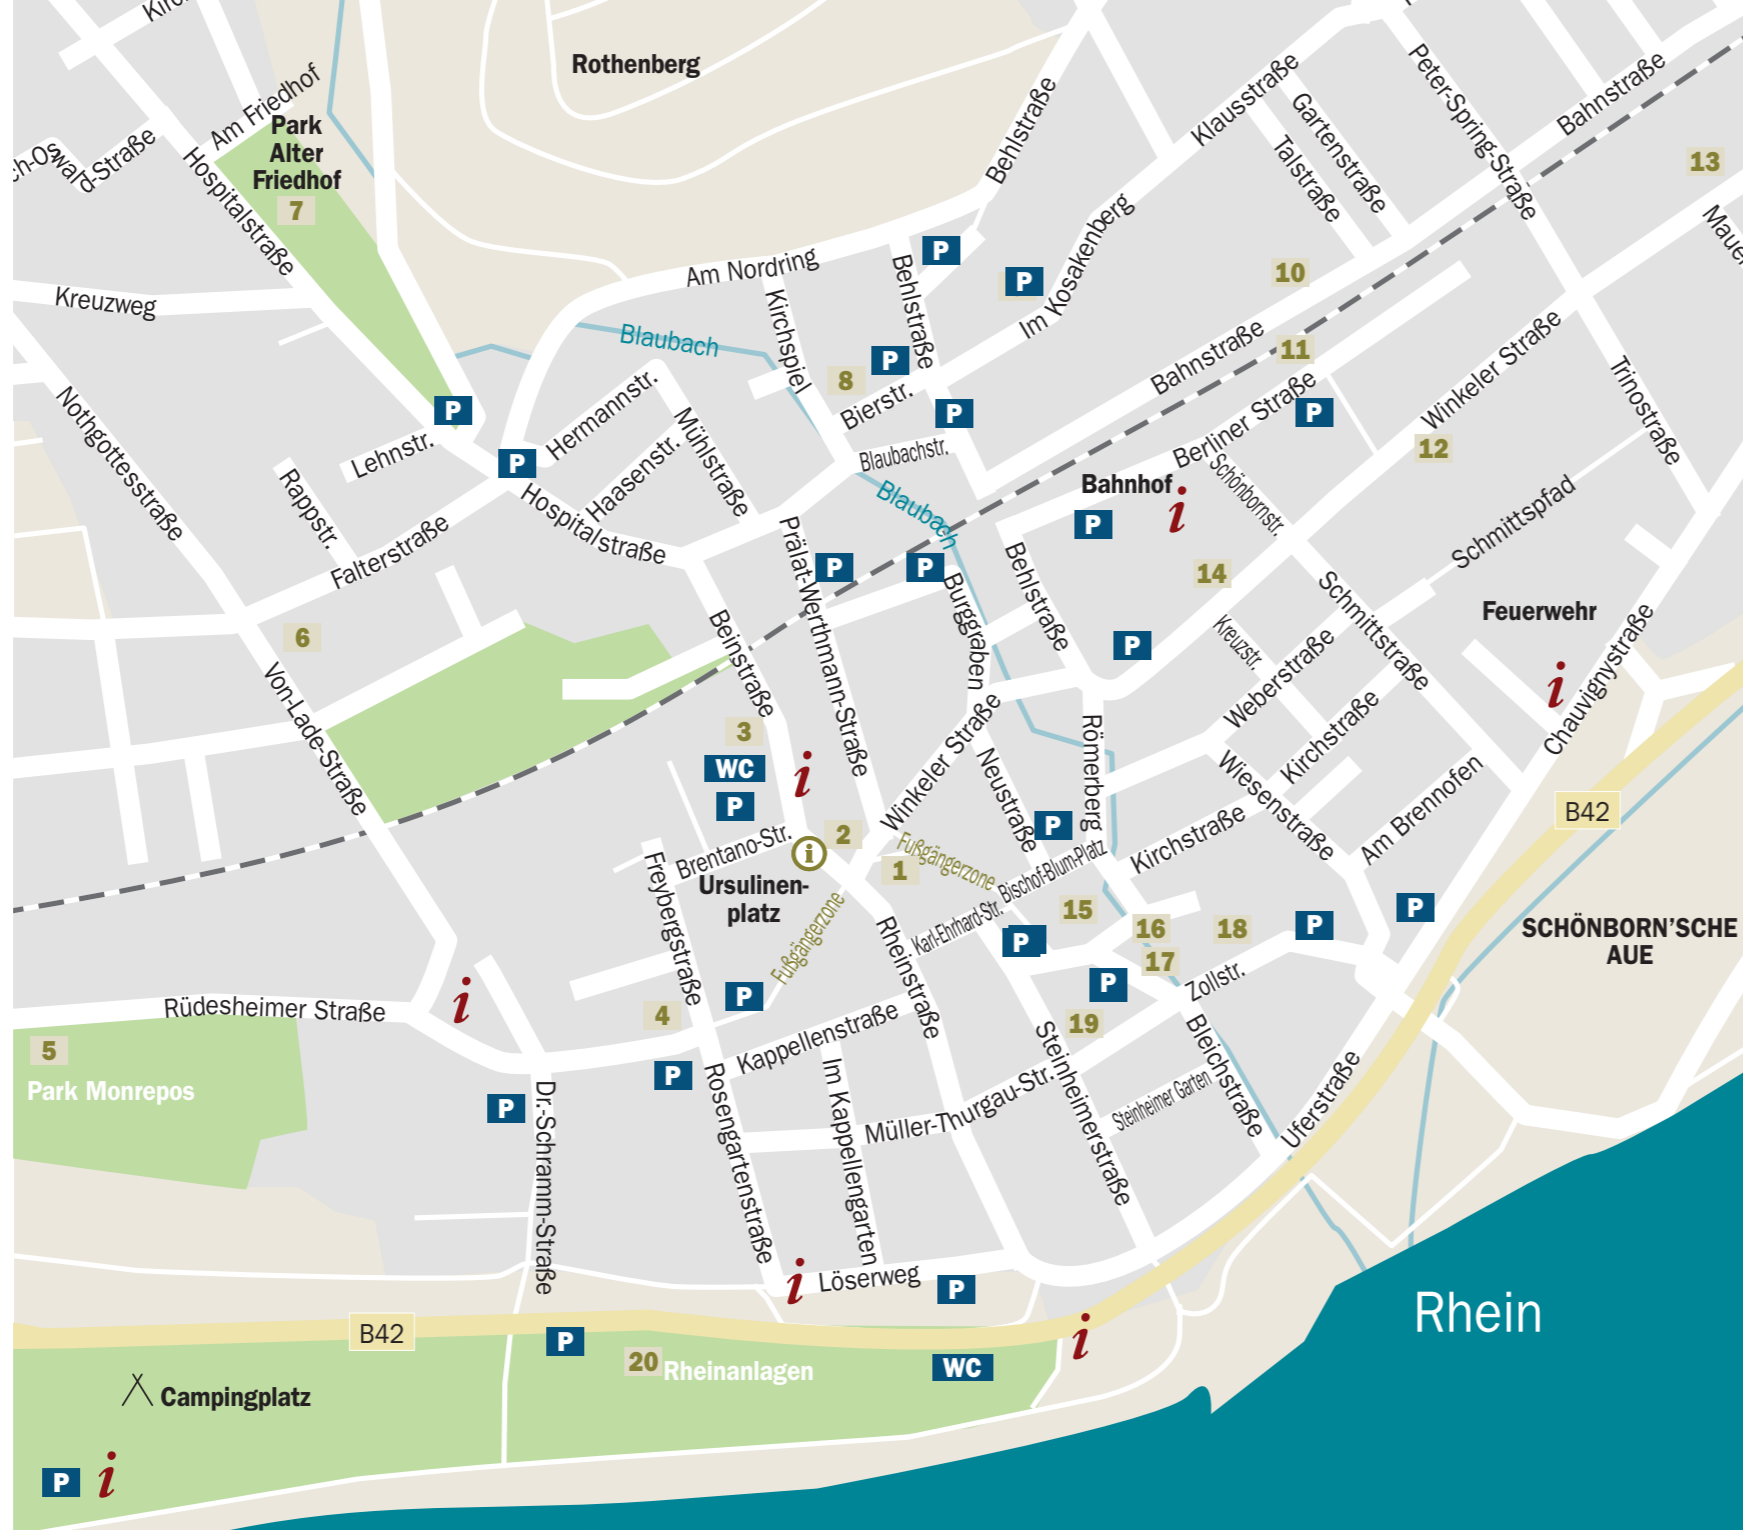 Rothenberg
Am Friedhof
Park
Alter
Friedhof
7
Hospitalstraße
Kreuzweg
Behlstraße
Klausstraße
Gartenstraße
Talstraße
Peter-Spring-Straße
Bahnstraße
13
10
P
P
Im Kosakenberg
Am Nordring
Kirchspiel
Behlstraße
Blaubach
8
P
Bierstr.
P
Blaubachstr.
Bahnstraße
11
Berliner Straße
P
Winkeler Straße
12
Trinostraße
P
P
Hermannstr.
Haasenstr.
Mühlstraße
Lehnstr.
Rappstr.
Nothgottesstraße
Falterstraße
Hospitalstraße
Blaubach
Bahnhof
i
P
Schönbornstr.
Schmittspfad
Prälat-Werthmann-Straße
P
P
Burggraben
Behlstraße
14
P
Kreuzstr.
Schmittstraße
Feuerwehr
i
Chauvignystraße
6
Von-Lade-Straße
Beinstraße
3
WC
P
i
Winkeler Straße
Neustraße
Römerberg
Weberstraße
Kirchstraße
Wiesenstraße
Am Brennofen
B42
P
Brentano-Str.
i
2
1
Ursulinen-
platz
Fußgängerzone
Fußgängerzone
Bischof-Blum-Platz
Kirchstraße
Karl-Ehrhard-Str.
Freybergstraße
Rheinstraße
15
16
17
18
P
P
P
P
SCHÖNBORN'SCHE
AUE
Zollstr.
Rüdesheimer Straße
i
4
P
P
Kappellenstraße
19
5
Park Monrepos
P
Dr.-Schramm-Straße
Rosengartenstraße
Im Kappellengarten
Müller-Thurgau-Str.
Steinheimerstraße
Steinheimer Garten
Bleichstraße
Uferstraße
i
Löserweg
P
B42
P
20
Rheinanlagen
WC
i
Rhein
Campingplatz
P
i